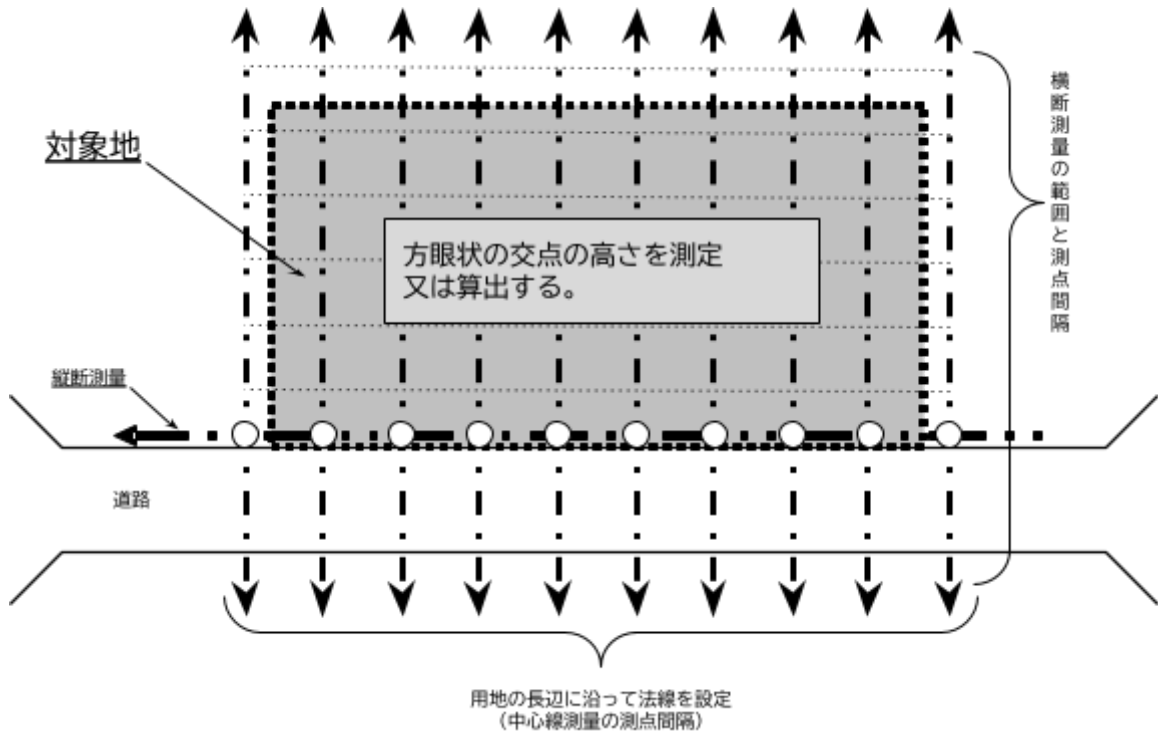 対象地
方眼状の交点の高さを測定
又は算出する。
横断測量の範囲と測点間隔
縦断測量
道路
用地の長辺に沿って法線を設定
（中心線測量の測点間隔）